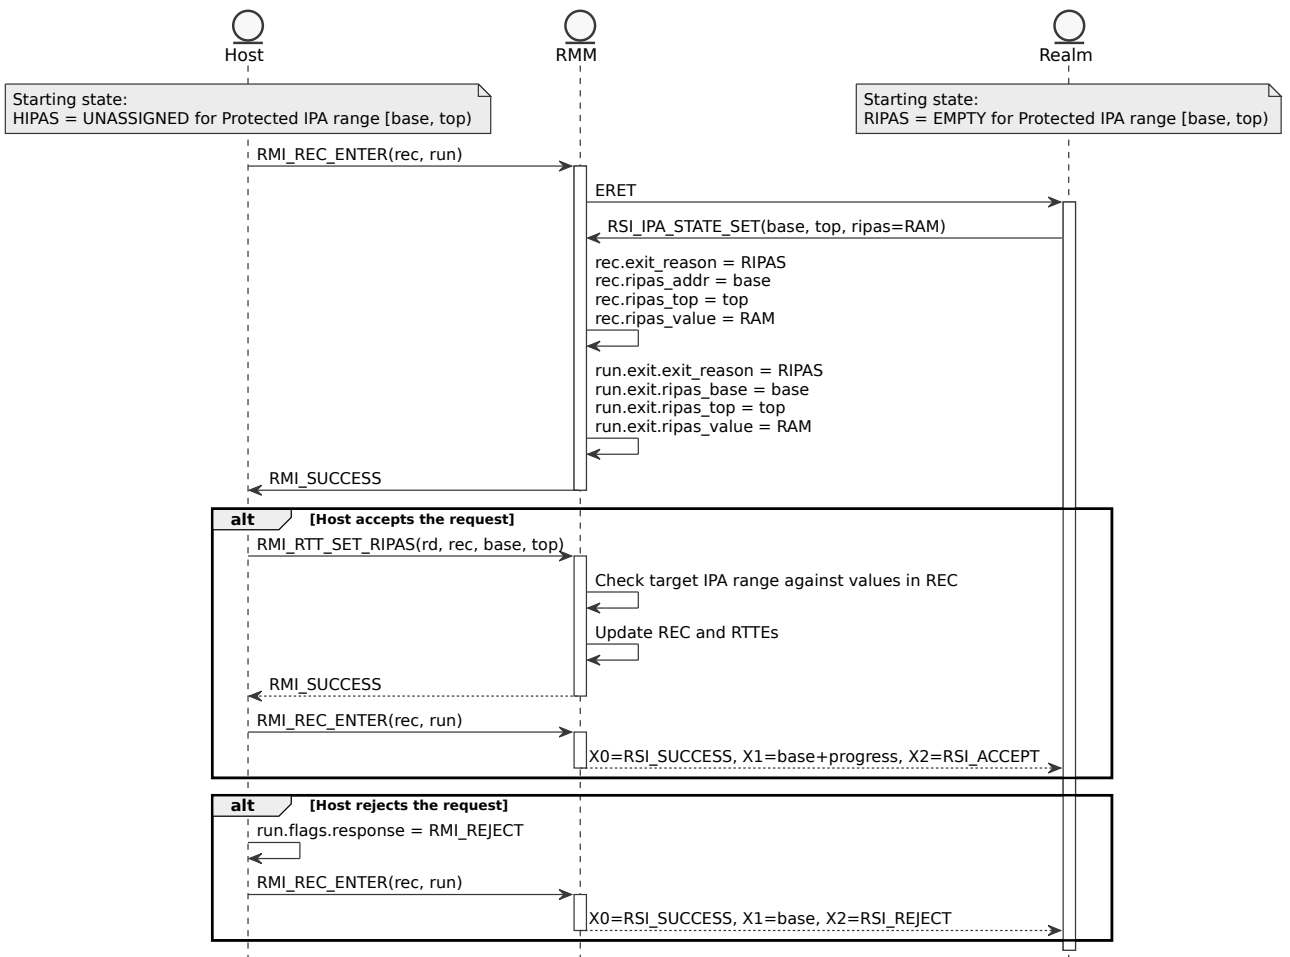 Host
RMM
Realm
Starting state:
HIPAS = UNASSIGNED for Protected IPA range [base, top)
Starting state:
RIPAS = EMPTY for Protected IPA range [base, top)
RMI_REC_ENTER(rec, run)
ERET
RSI_IPA_STATE_SET(base, top, ripas=RAM)
rec.exit_reason = RIPAS
rec.ripas_addr = base
rec.ripas_top = top
rec.ripas_value = RAM
run.exit.exit_reason = RIPAS
run.exit.ripas_base = base
run.exit.ripas_top = top
run.exit.ripas_value = RAM
RMI_SUCCESS
alt [Host accepts the request]
RMI_RTT_SET_RIPAS(rd, rec, base, top)
Check target IPA range against values in REC
Update REC and RTTEs
RMI_SUCCESS
RMI_REC_ENTER(rec, run)
X0=RSI_SUCCESS, X1=base+progress, X2=RSI_ACCEPT
alt [Host rejects the request]
run.flags.response = RMI_REJECT
RMI_REC_ENTER(rec, run)
X0=RSI_SUCCESS, X1=base, X2=RSI_REJECT